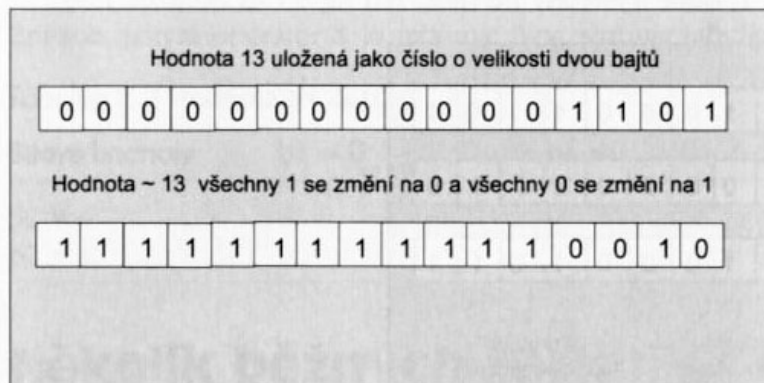 Hodnota 13 uložená jako číslo o velikosti dvou bajtů
0 0 0 0 0 0 0 0 0 0 0 0 1 1 0 1
Hodnota ~ 13 všechny 1 se změní na 0 a všechny 0 se změní na 1
1 1 1 1 1 1 1 1 1 1 1 1 0 0 1 0